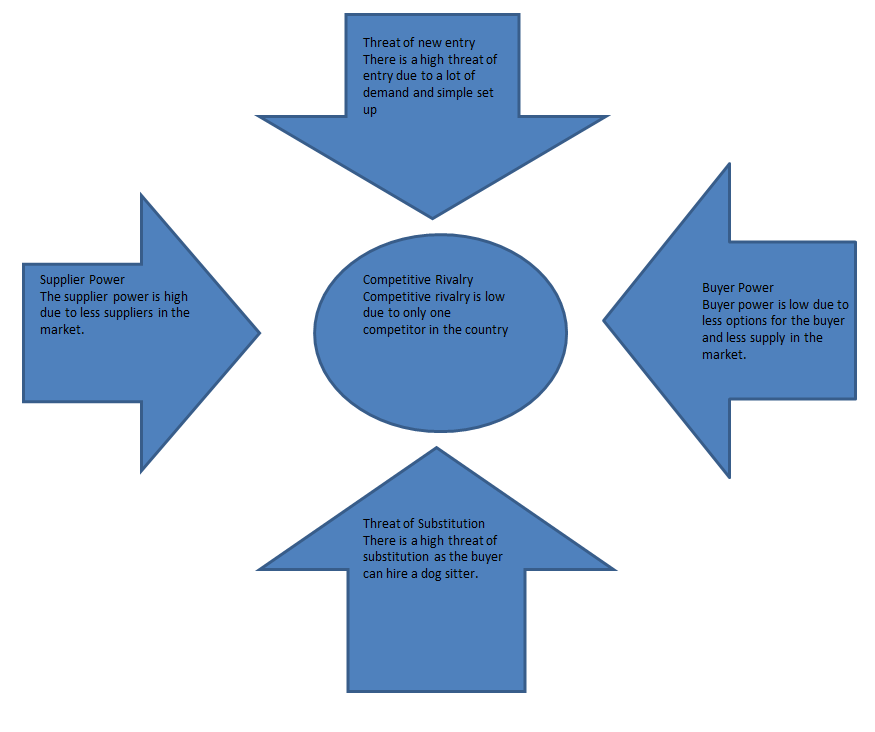 Threat of new entry
There is a high threat of
entry due to a lot of
demand and simple set
up
Supplier Power
The supplier power is high
due to less suppliers in the
market.
Competitive Rivalry
Competitive rivalry is low
due to only one
competitor in the country
Buyer Power
Buyer power is low due to
less options for the buyer
and less supply in the
market.
Threat of Substitution
There is a high threat of
substitution as the buyer
can hire a dog sitter.